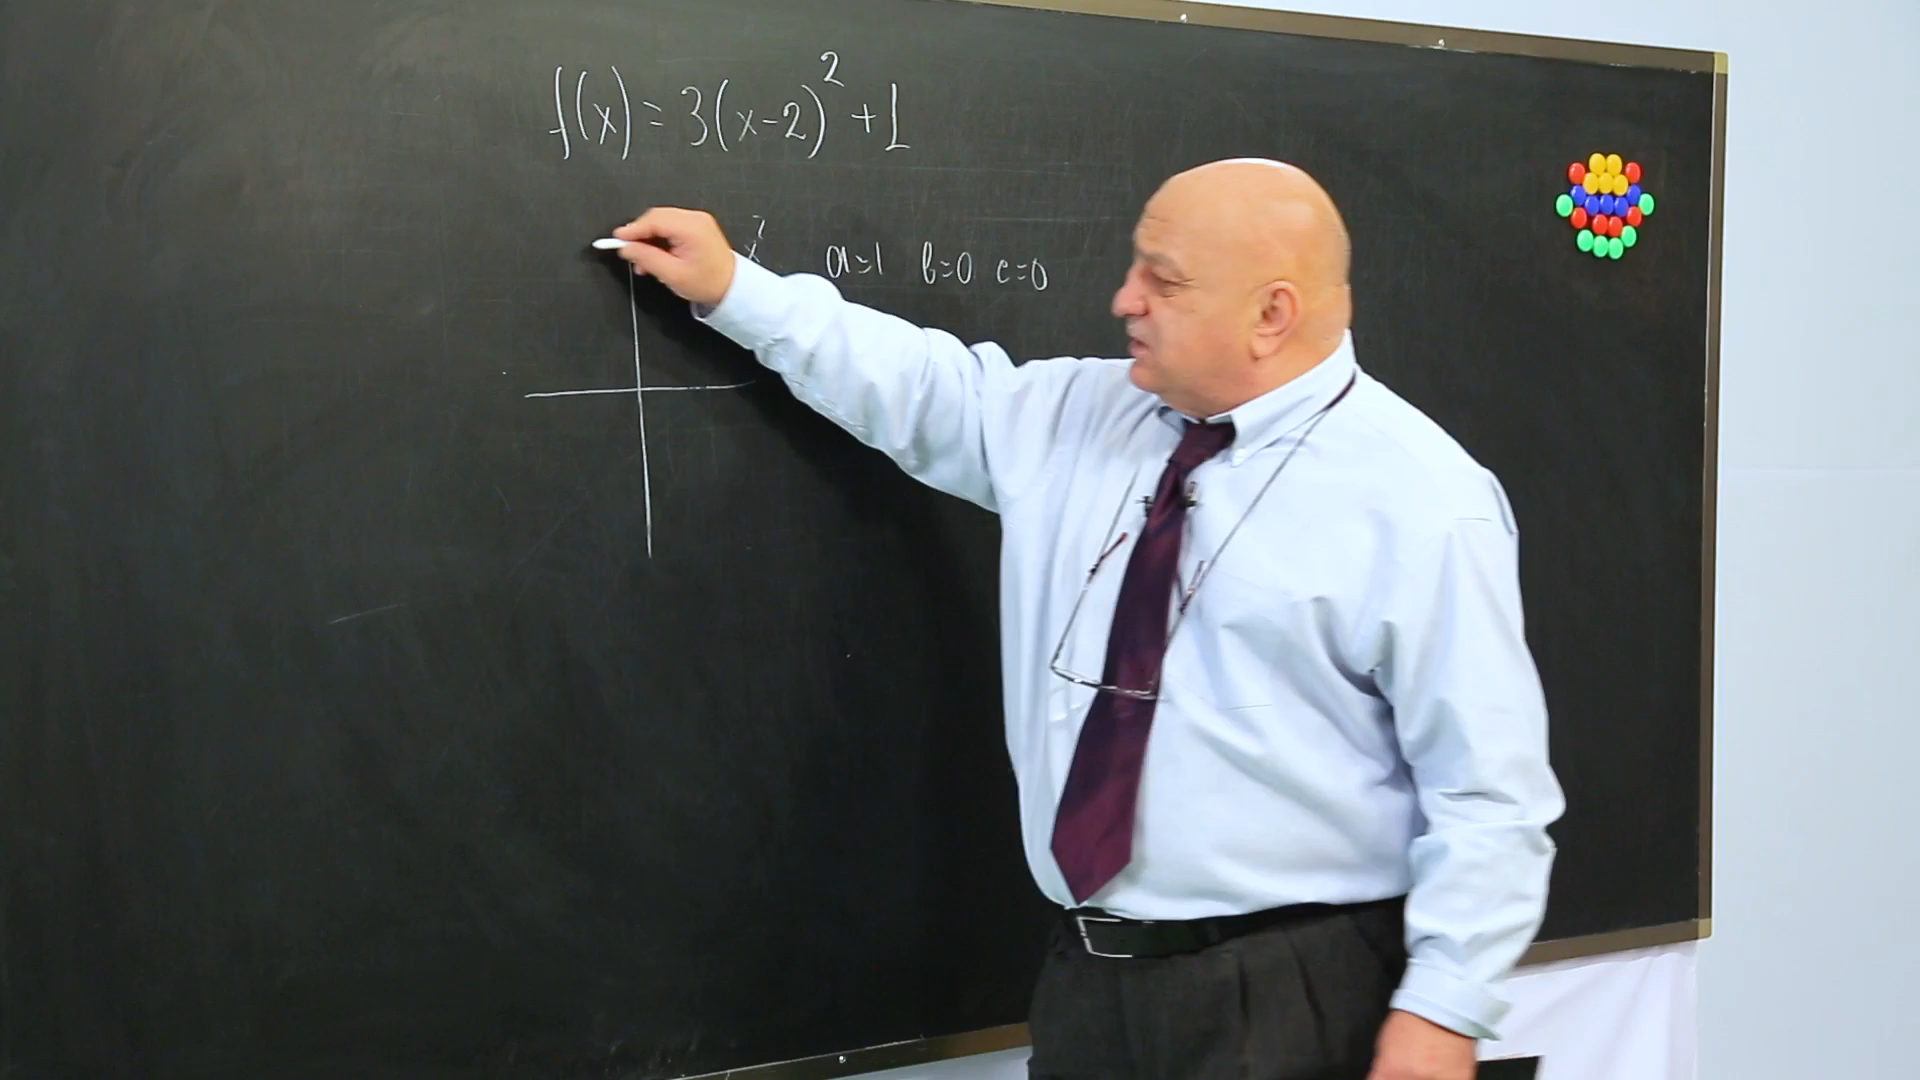 f(x) = 3(x-2)² + 1
x² a=1 b=0 c=0